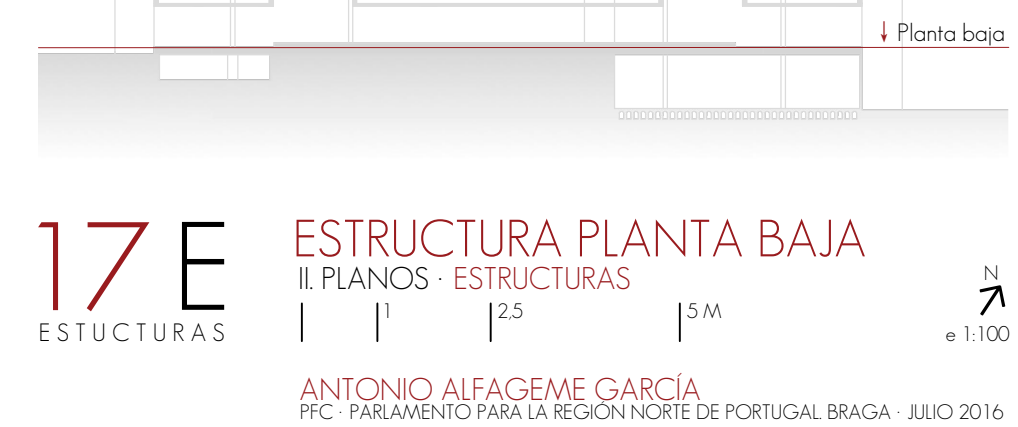 ↓ Planta baja
17 E
ESTUCTURAS
ESTRUCTURA PLANTA BAJA
II. PLANOS · ESTRUCTURAS
1 2,5 5 M
N
e 1:100
ANTONIO ALFAGEME GARCÍA
PFC · PARLAMENTO PARA LA REGIÓN NORTE DE PORTUGAL. BRAGA · JULIO 2016